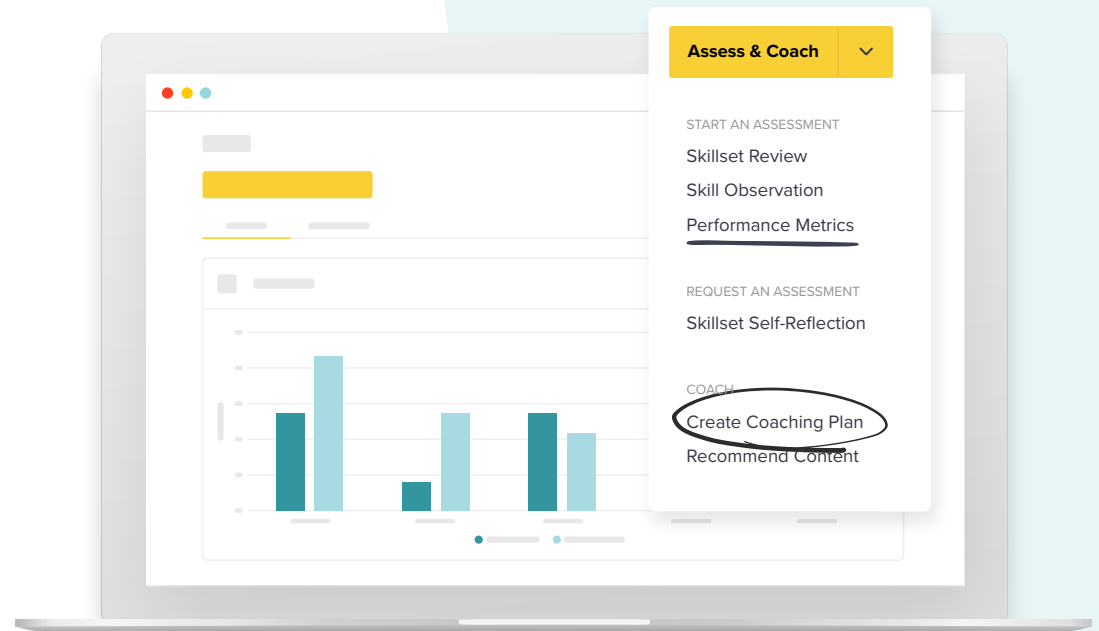 Assess & Coach
START AN ASSESSMENT
Skillset Review
Skill Observation
Performance Metrics
REQUEST AN ASSESSMENT
Skillset Self-Reflection
COACH
Create Coaching Plan
Recommend Content